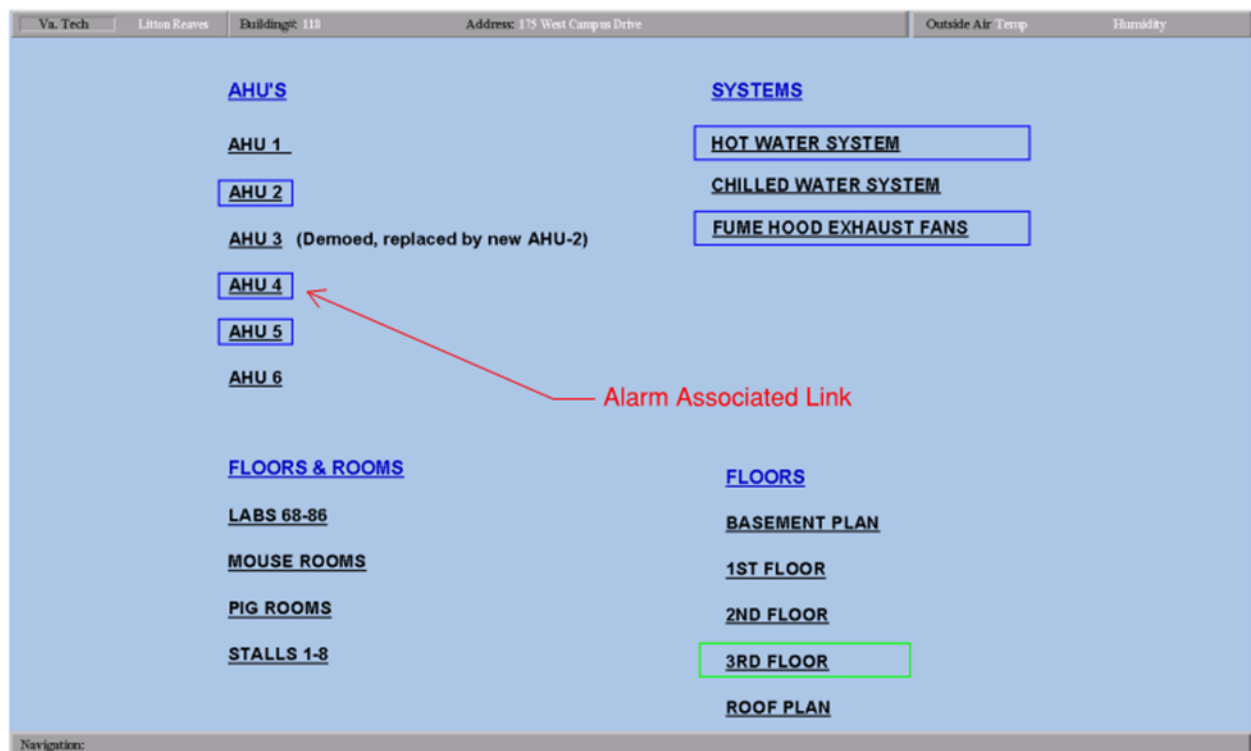 Va. Tech Litton Reaves Building#: 118 Address: 175 West Campus Drive Outside Air Temp Humidity
AHU'S
AHU 1
AHU 2
AHU 3 (Demoed, replaced by new AHU-2)
AHU 4
AHU 5
AHU 6
SYSTEMS
HOT WATER SYSTEM
CHILLED WATER SYSTEM
FUME HOOD EXHAUST FANS
Alarm Associated Link
FLOORS & ROOMS
LABS 68-86
MOUSE ROOMS
PIG ROOMS
STALLS 1-8
FLOORS
BASEMENT PLAN
1ST FLOOR
2ND FLOOR
3RD FLOOR
ROOF PLAN
Navigation: